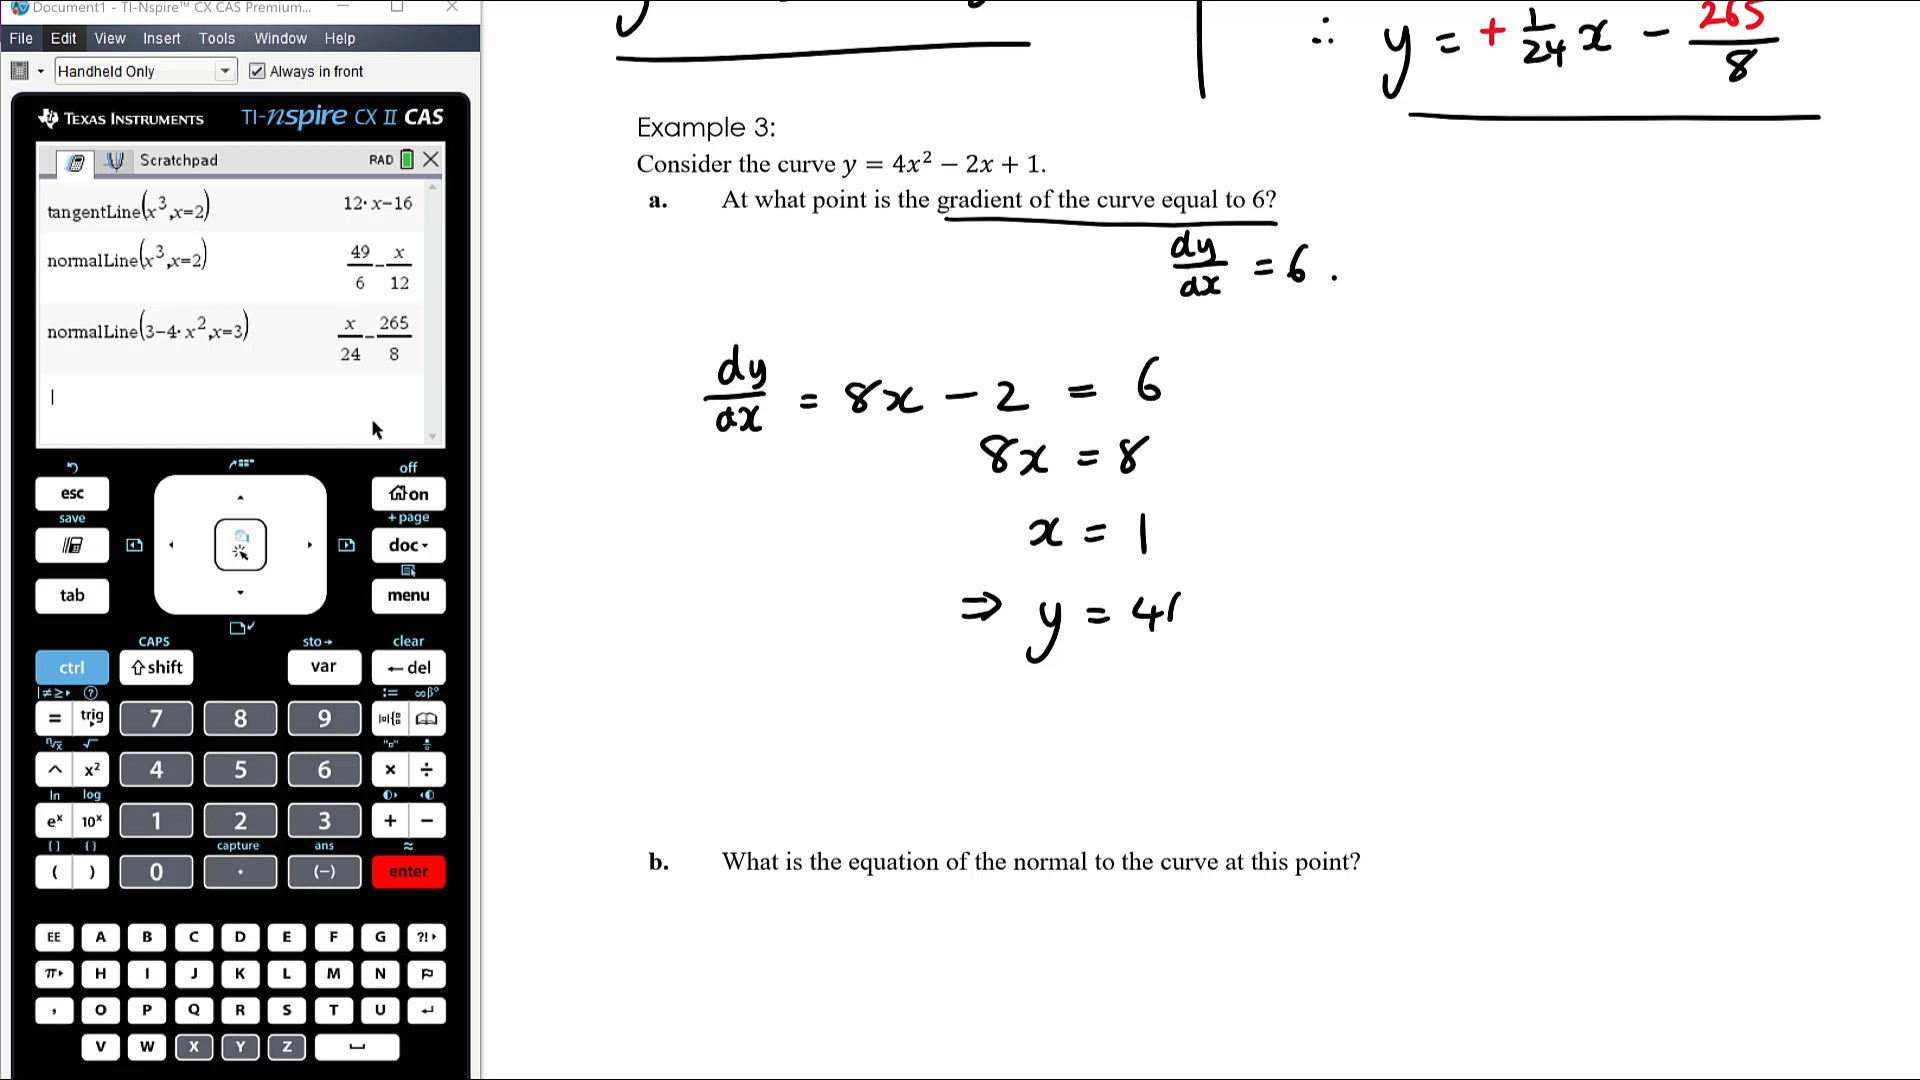 Document1 - TI-Nspire™ CX CAS Premium...
File Edit View Insert Tools Window Help
Handheld Only Always in front
TEXAS INSTRUMENTS TI-nspire CX II CAS
Scratchpad RAD
tangentLine(x³,x=2) 12·x−16
normalLine(x³,x=2) 49/6 − x/12
normalLine(3−4·x²,x=3) x/24 − 265/8
off
esc on
save +page
doc
tab menu
CAPS sto→ clear
ctrl shift var del
|≠≥▸ ? := ∞β°
= trig 7 8 9
ⁿ√x √
^ x² 4 5 6 × ÷
ln log
eˣ 10ˣ 1 2 3 + −
[] {} capture ans ≈
( ) 0 . (−) enter
EE A B C D E F G ?!▸
π▸ H I J K L M N
, O P Q R S T U
V W X Y Z
y
∴ y = + 1/24 x − 265/8
Example 3:
Consider the curve y = 4x² − 2x + 1.
a. At what point is the gradient of the curve equal to 6?
dy/dx = 6 .
dy/dx = 8x − 2 = 6
8x = 8
x = 1
⇒ y = 4(
b. What is the equation of the normal to the curve at this point?